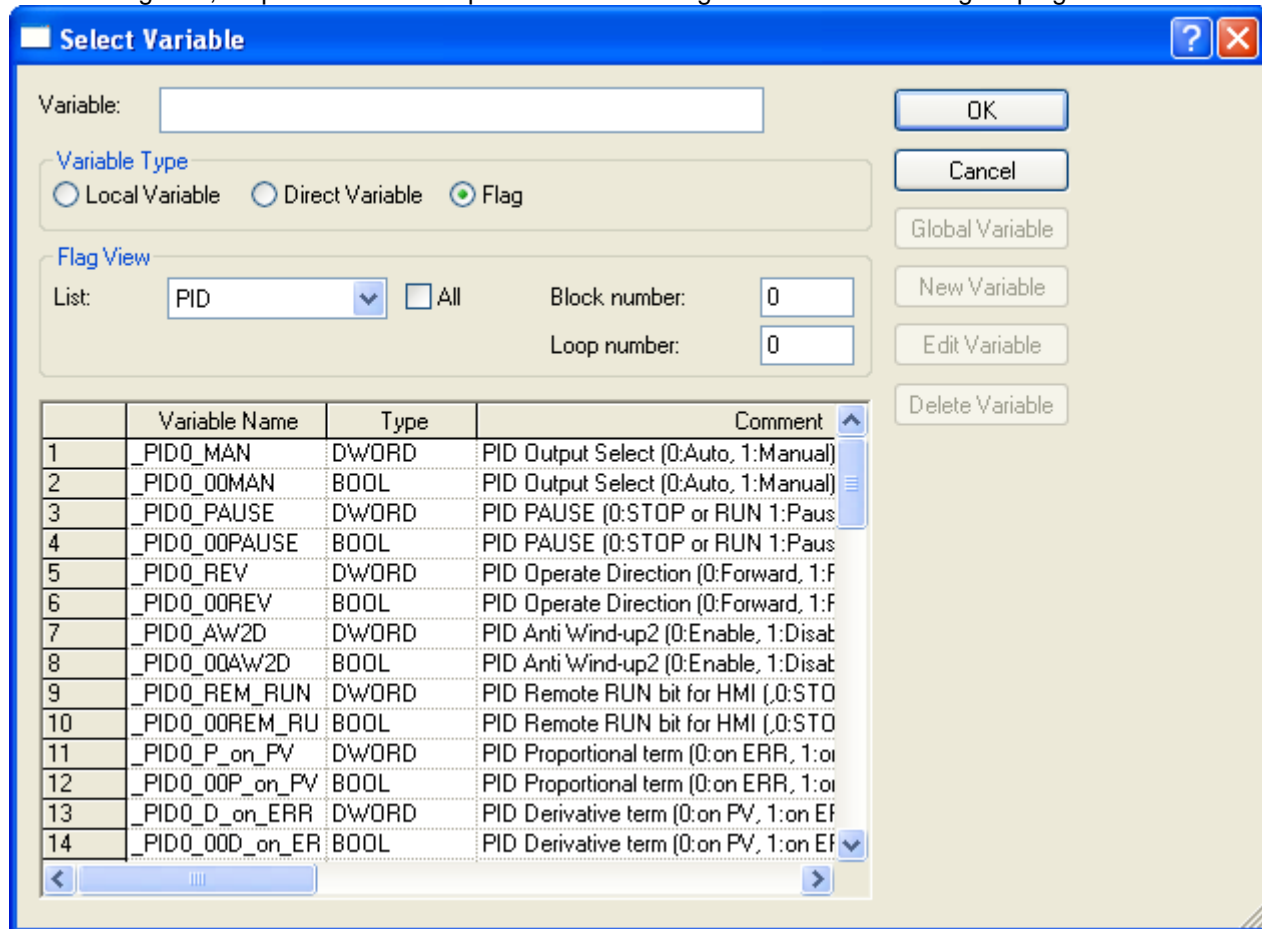 Select Variable
Variable:
OK
Variable Type
Cancel
Local Variable Direct Variable Flag
Global Variable
Flag View
New Variable
List: PID All Block number: 0
Loop number: 0
Edit Variable
Delete Variable
Variable Name Type Comment
1 _PID0_MAN DWORD PID Output Select (0:Auto, 1:Manual)
2 _PID0_00MAN BOOL PID Output Select (0:Auto, 1:Manual)
3 _PID0_PAUSE DWORD PID PAUSE (0:STOP or RUN 1:Paus
4 _PID0_00PAUSE BOOL PID PAUSE (0:STOP or RUN 1:Paus
5 _PID0_REV DWORD PID Operate Direction (0:Forward, 1:
6 _PID0_00REV BOOL PID Operate Direction (0:Forward, 1:
7 _PID0_AW2D DWORD PID Anti Wind-up2 (0:Enable, 1:Disab
8 _PID0_00AW2D BOOL PID Anti Wind-up2 (0:Enable, 1:Disab
9 _PID0_REM_RUN DWORD PID Remote RUN bit for HMI (,0:STO
10 _PID0_00REM_RU BOOL PID Remote RUN bit for HMI (,0:STO
11 _PID0_P_on_PV DWORD PID Proportional term (0:on ERR, 1:o
12 _PID0_00P_on_PV BOOL PID Proportional term (0:on ERR, 1:o
13 _PID0_D_on_ERR DWORD PID Derivative term (0:on PV, 1:on E
14 _PID0_00D_on_ER BOOL PID Derivative term (0:on PV, 1:on E